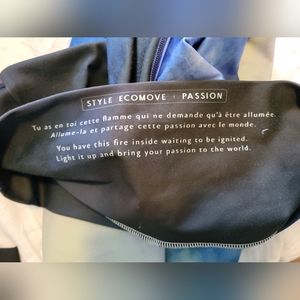 STYLE ECOMOVE · PASSION
Tu as en toi cette flamme qui ne demande qu'à être allumée.
Allume-la et partage cette passion avec le monde.
You have this fire inside waiting to be ignited.
Light it up and bring your passion to the world.